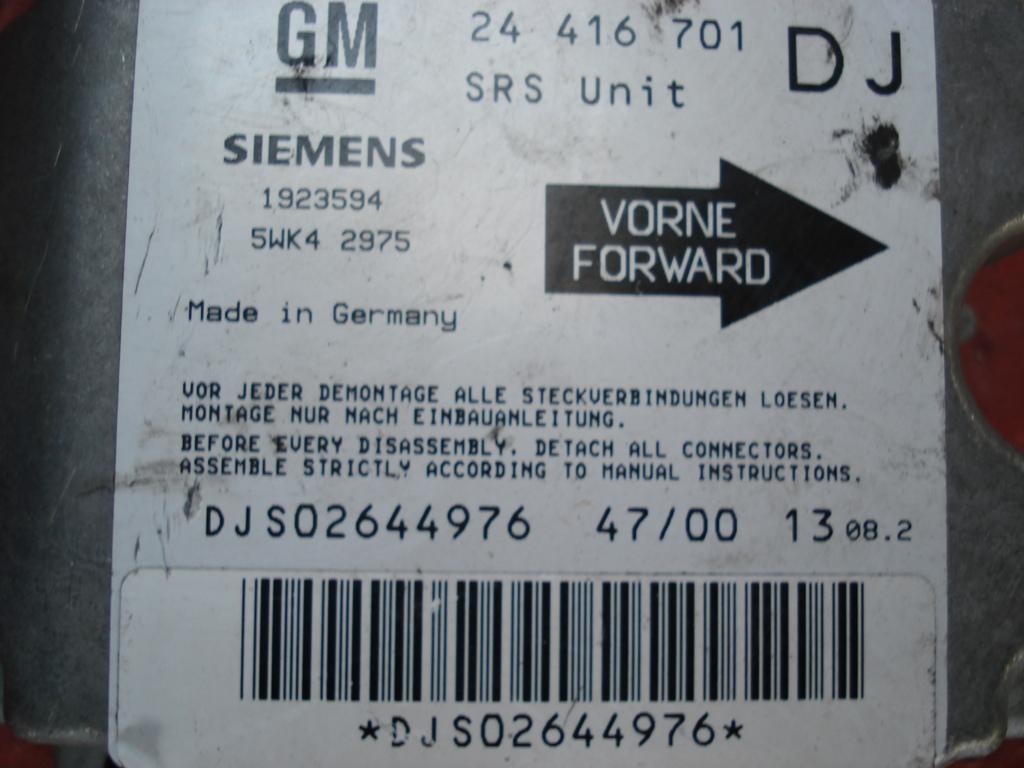 GM
24 416 701
DJ
SRS Unit
SIEMENS
1923594
5WK4 2975
VORNE
FORWARD
Made in Germany
VOR JEDER DEMONTAGE ALLE STECKVERBINDUNGEN LOESEN.
MONTAGE NUR NACH EINBAUANLEITUNG.
BEFORE EVERY DISASSEMBLY. DETACH ALL CONNECTORS.
ASSEMBLE STRICTLY ACCORDING TO MANUAL INSTRUCTIONS.
DJS02644976 47/00 13 08.2
*DJS02644976*